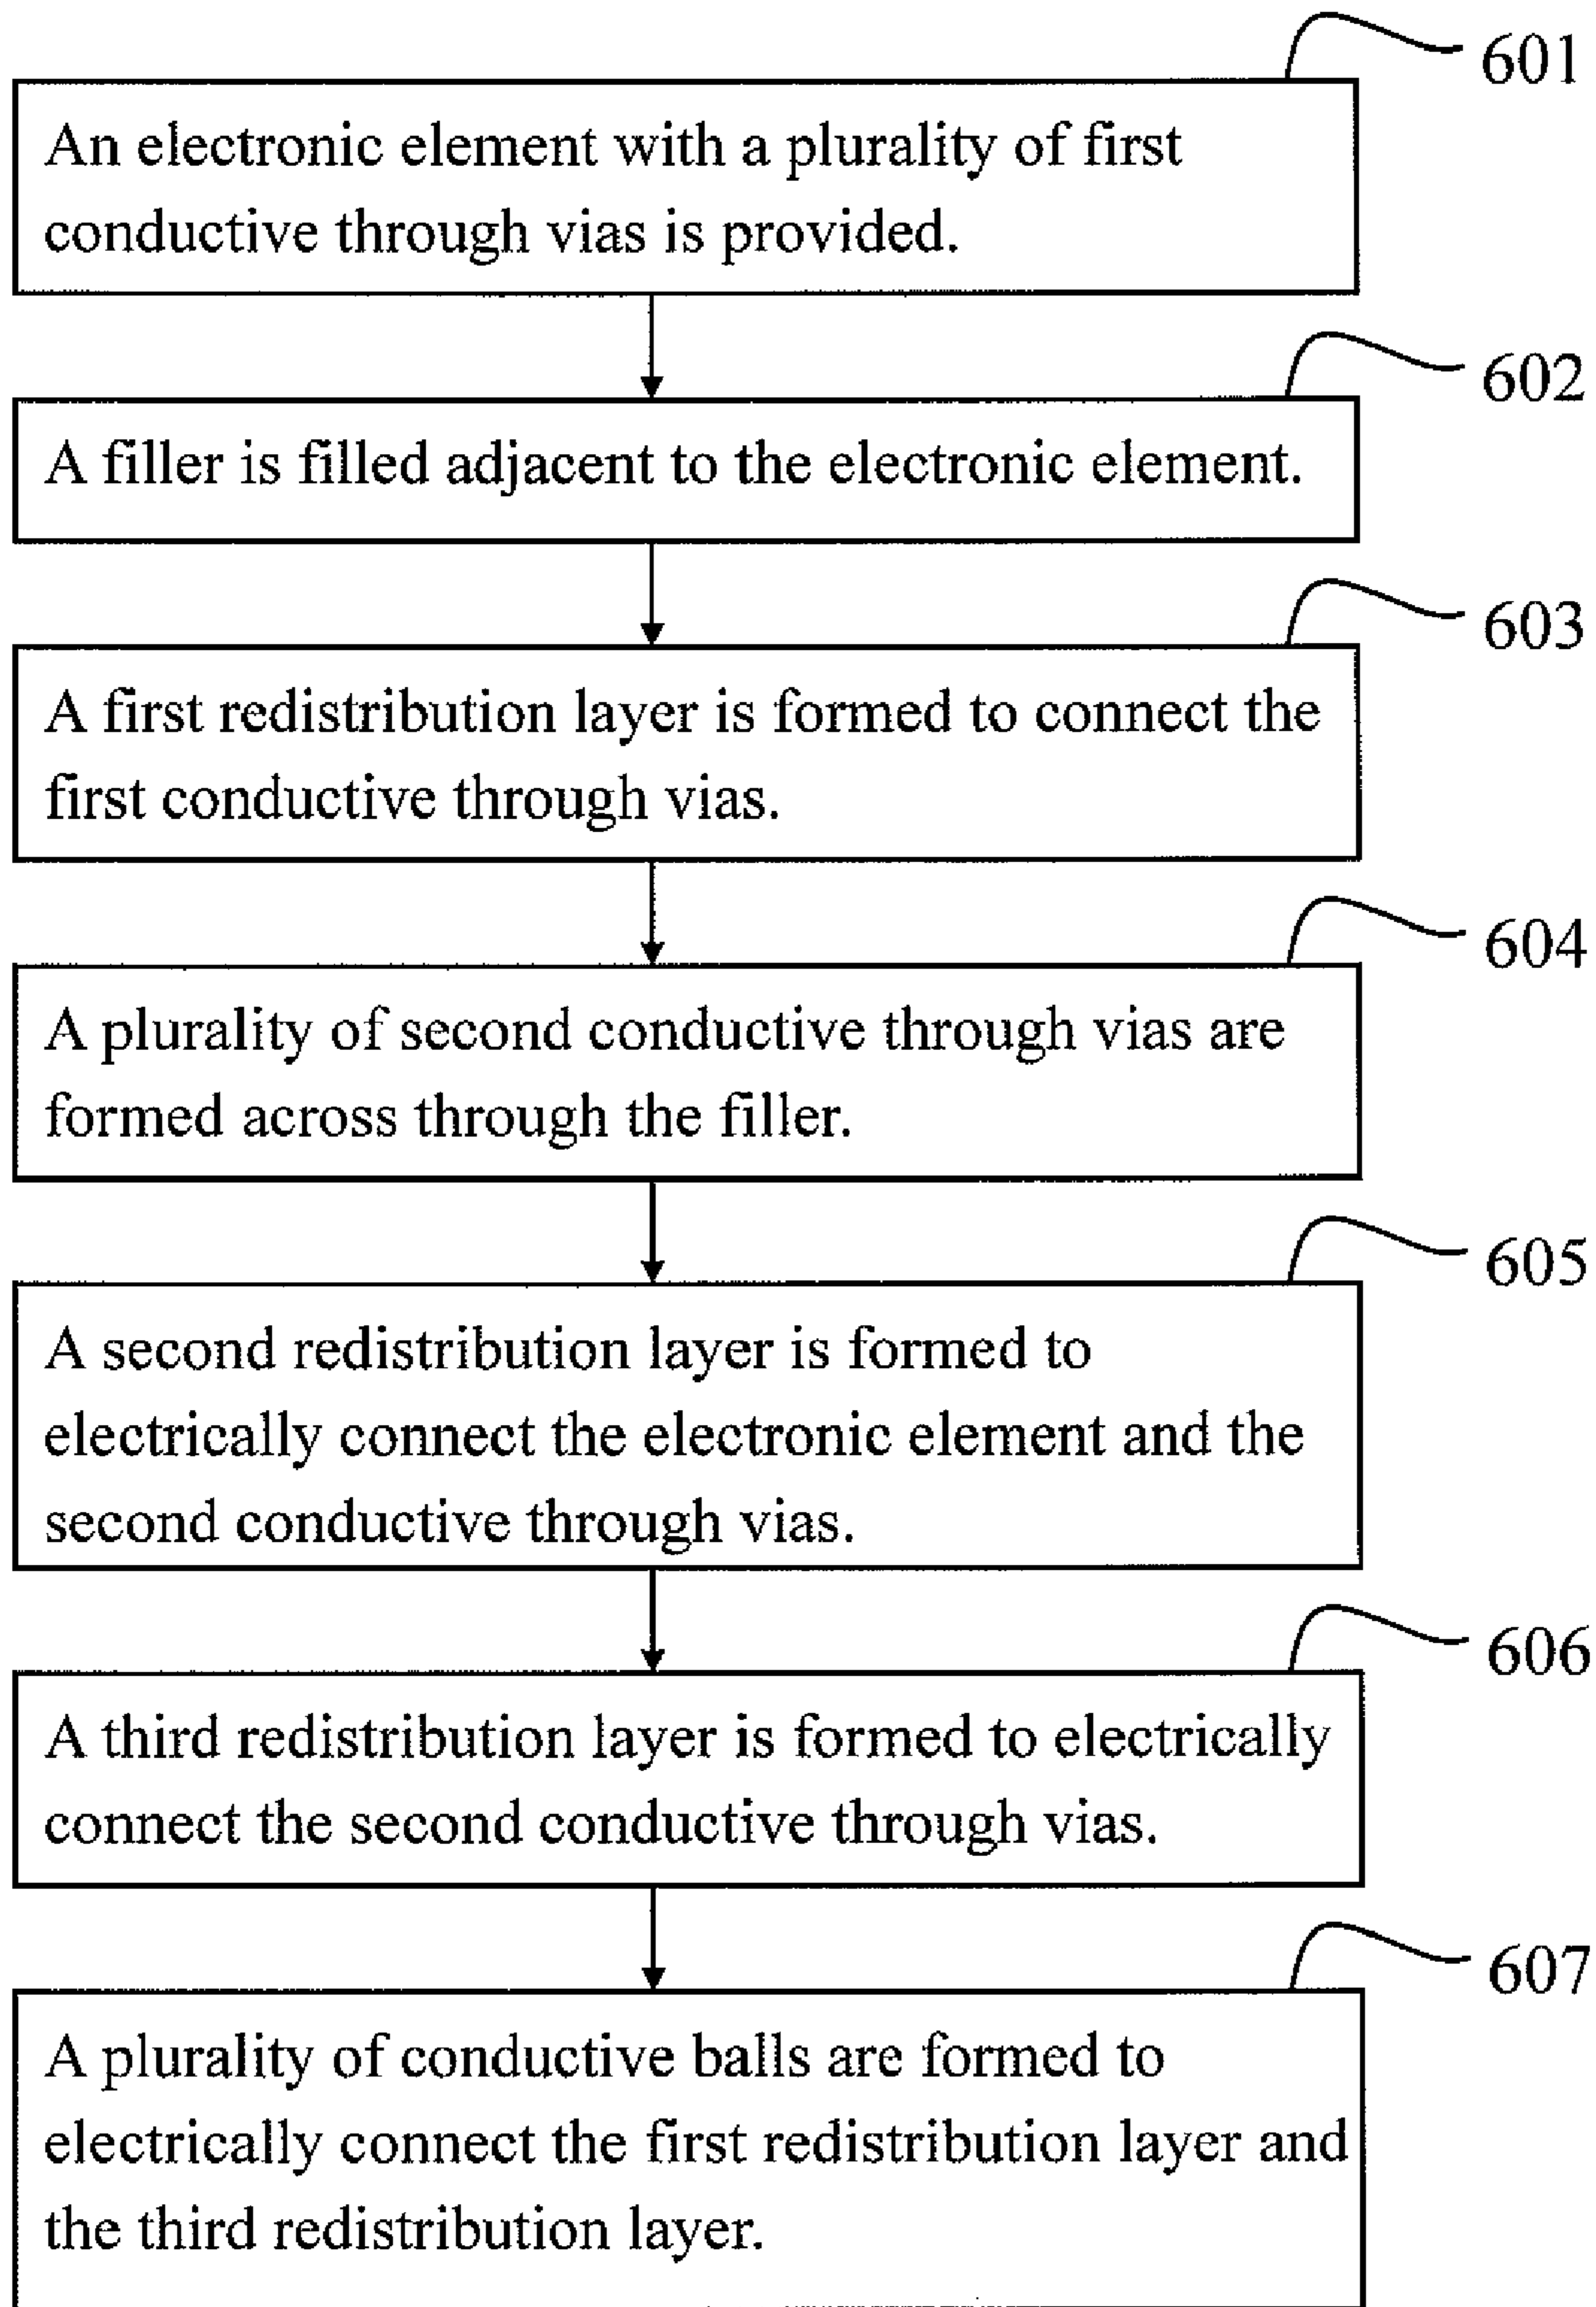 601
An electronic element with a plurality of first
conductive through vias is provided.
602
A filler is filled adjacent to the electronic element.
603
A first redistribution layer is formed to connect the
first conductive through vias.
604
A plurality of second conductive through vias are
formed across through the filler.
605
A second redistribution layer is formed to
electrically connect the electronic element and the
second conductive through vias.
606
A third redistribution layer is formed to electrically
connect the second conductive through vias.
607
A plurality of conductive balls are formed to
electrically connect the first redistribution layer and
the third redistribution layer.